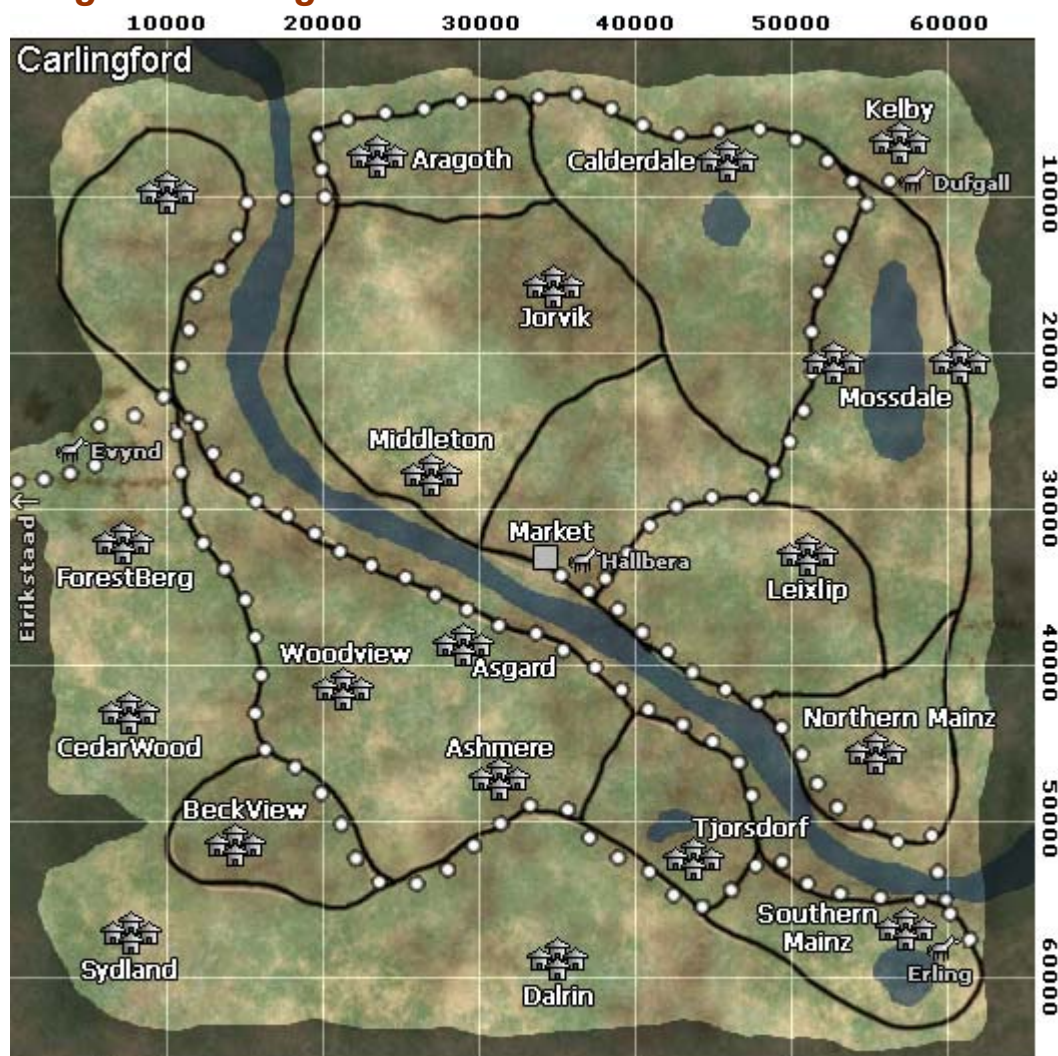 10000 20000 30000 40000 50000 60000
Carlingford
Kelby
Aragoth
Calderdale
Dufgall
10000
Jorvik
20000
Mossdale
Middleton
Evynd
30000
Market
Hallbera
ForestBerg
Leixlip
Eirikstaad
Woodview
Asgard
40000
CedarWood
Ashmere
Northern Mainz
BeckView
50000
Tjorsdorf
Southern
Mainz
Sydland
Erling
Dalrin
60000